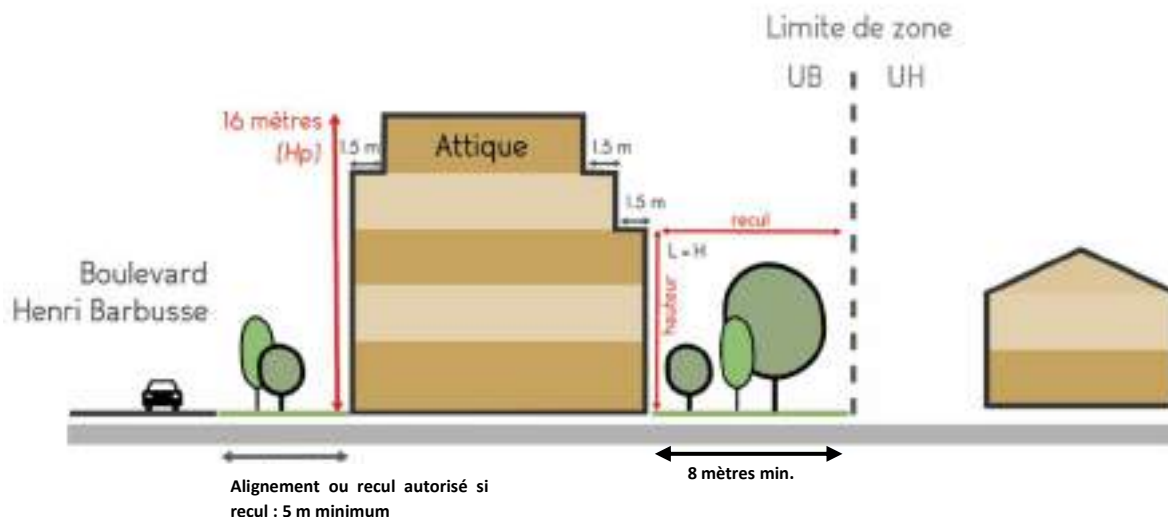 Limite de zone
UB UH
16 mètres
(Hp)
1.5 m
Attique
1.5 m
1.5 m
recul
L = H
hauteur
Boulevard
Henri Barbusse
8 mètres min.
Alignement ou recul autorisé si
recul : 5 m minimum